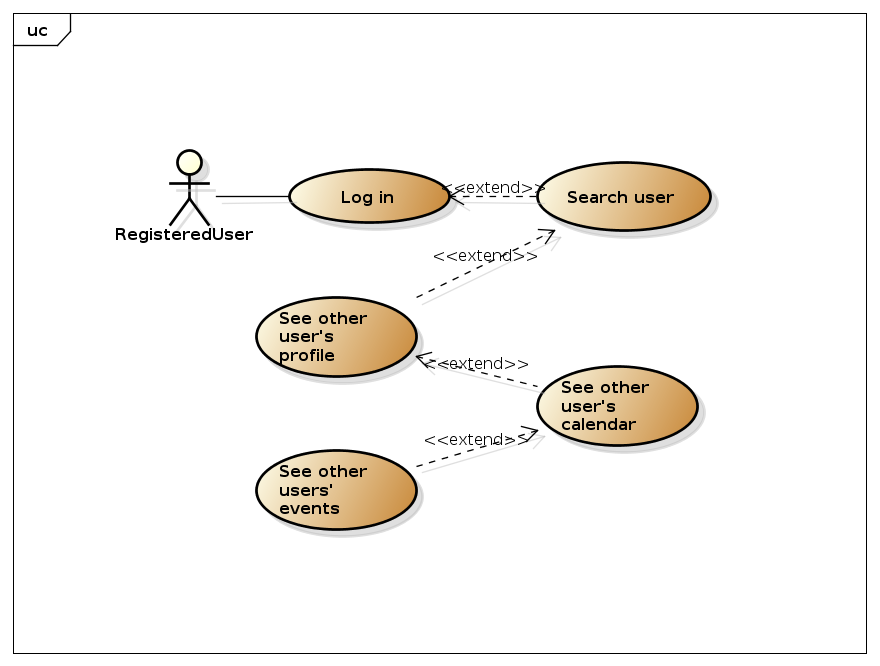 uc
Log in
<<extend>>
Search user
RegisteredUser
<<extend>>
See other
user's
profile
<<extend>>
See other
user's
calendar
<<extend>>
See other
users'
events